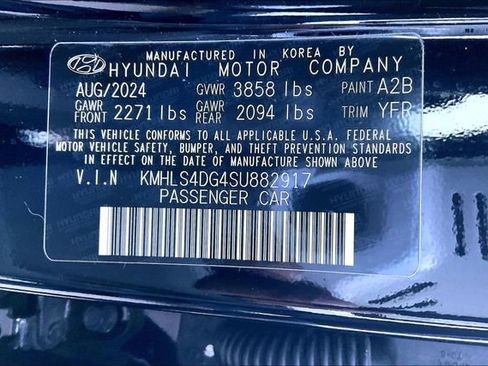 MANUFACTURED IN KOREA BY
HYUNDAI MOTOR COMPANY
AUG/2024 GVWR 3858 lbs PAINT A2B
GAWR FRONT 2271 lbs GAWR REAR 2094 lbs TRIM YFR
THIS VEHICLE CONFORMS TO ALL APPLICABLE U.S.A. FEDERAL
MOTOR VEHICLE SAFETY, BUMPER, AND THEFT PREVENTION STANDARDS
IN EFFECT ON THE DATE OF MANUFACTURE SHOWN ABOVE.
V.I.N KMHLS4DG4SU882917
PASSENGER CAR